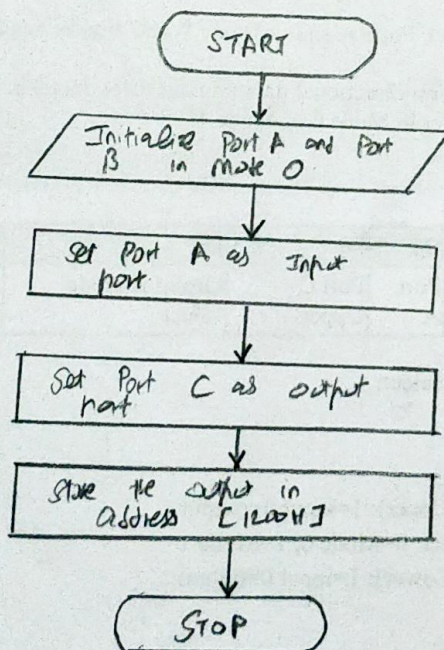 START
Initialize Port A and Port
B in mode 0
Set Port A as Input
port.
Set Port C as output
port
Store the output in
Address [1200H]
STOP